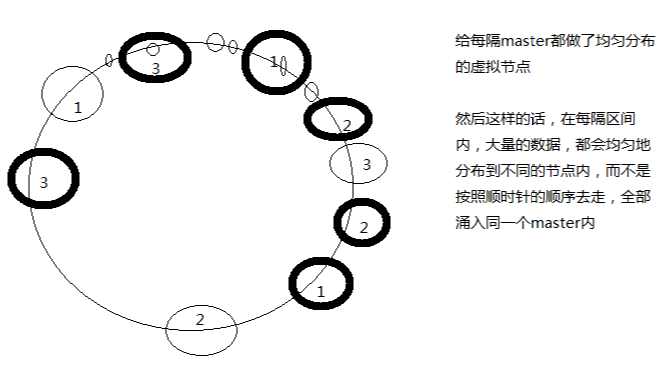 给每隔master都做了均匀分布
的虚拟节点
然后这样的话，在每隔区间
内，大量的数据，都会均匀地
分布到不同的节点内，而不是
按照顺时针的顺序去走，全部
涌入同一个master内
3
1
1
2
3
3
2
1
2